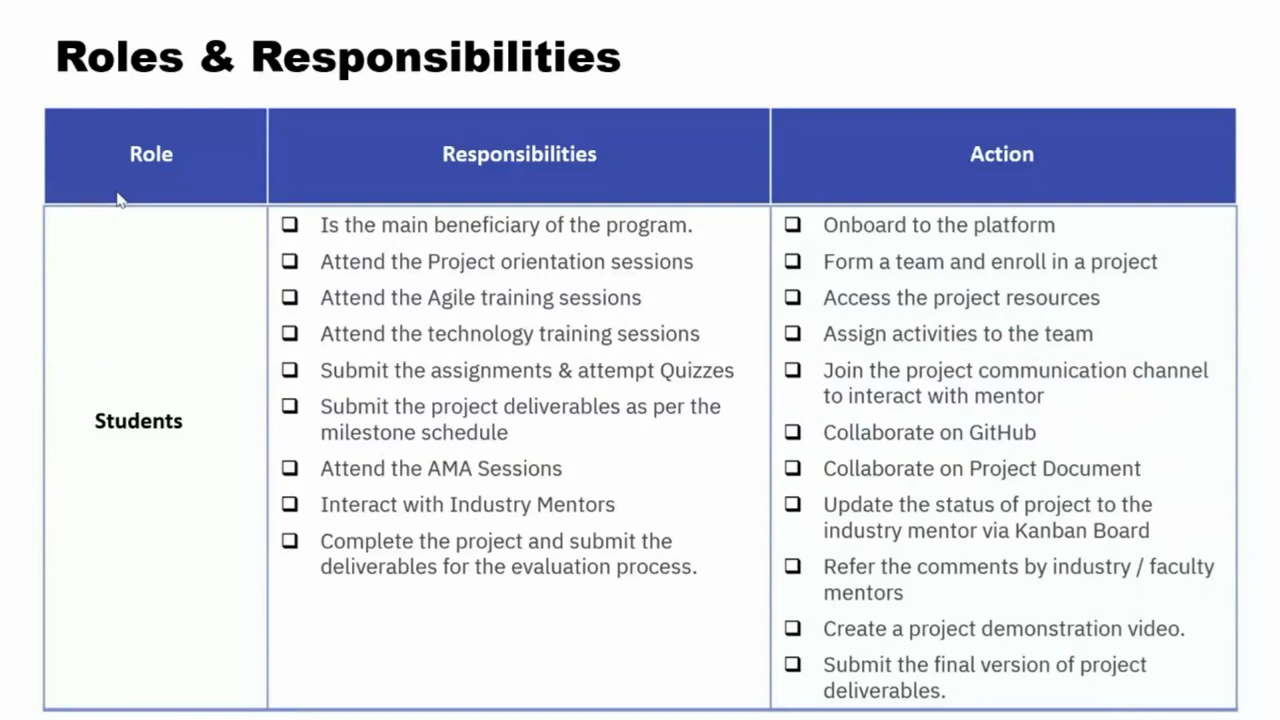 Roles & Responsibilities
Role
Responsibilities
Action
Students
Is the main beneficiary of the program.
Attend the Project orientation sessions
Attend the Agile training sessions
Attend the technology training sessions
Submit the assignments & attempt Quizzes
Submit the project deliverables as per the
milestone schedule
Attend the AMA Sessions
Interact with Industry Mentors
Complete the project and submit the
deliverables for the evaluation process.
Onboard to the platform
Form a team and enroll in a project
Access the project resources
Assign activities to the team
Join the project communication channel
to interact with mentor
Collaborate on GitHub
Collaborate on Project Document
Update the status of project to the
industry mentor via Kanban Board
Refer the comments by industry / faculty
mentors
Create a project demonstration video.
Submit the final version of project
deliverables.